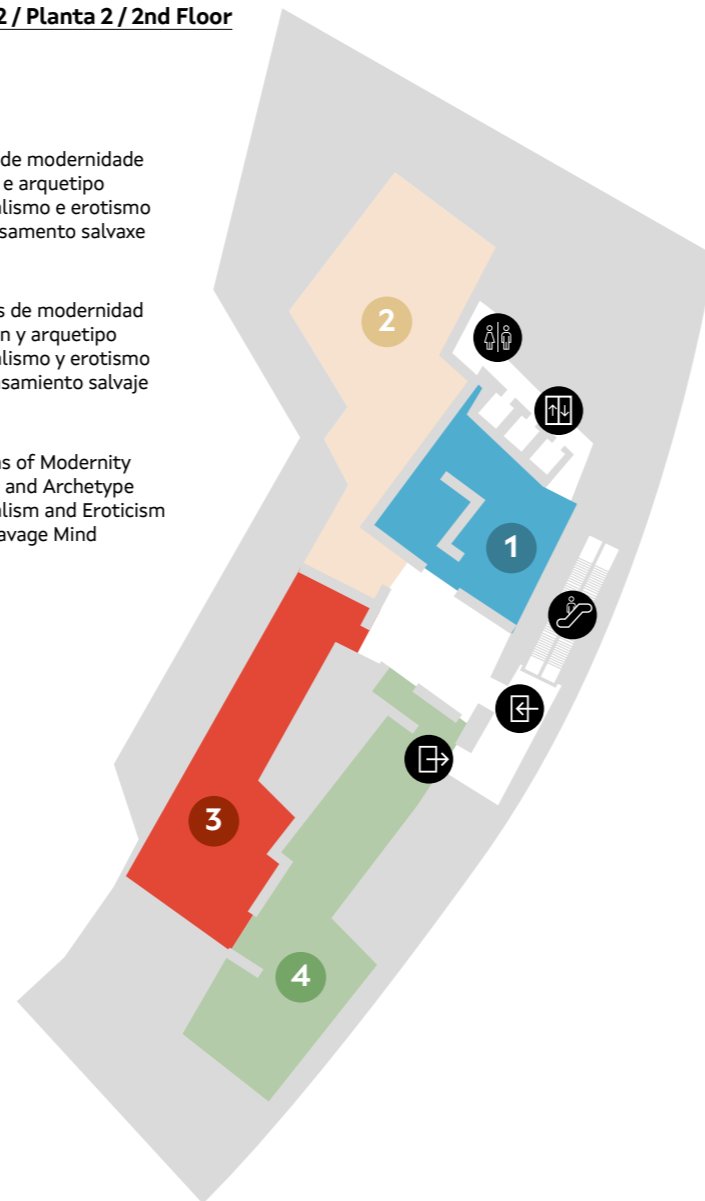 2 / Planta 2 / 2nd Floor
de modernidade
e arquetipo
lismo e erotismo
samento salvaxe
s de modernidad
n y arquetipo
alismo y erotismo
samiento salvaje
ns of Modernity
and Archetype
alism and Eroticism
avage Mind
2
1
3
4